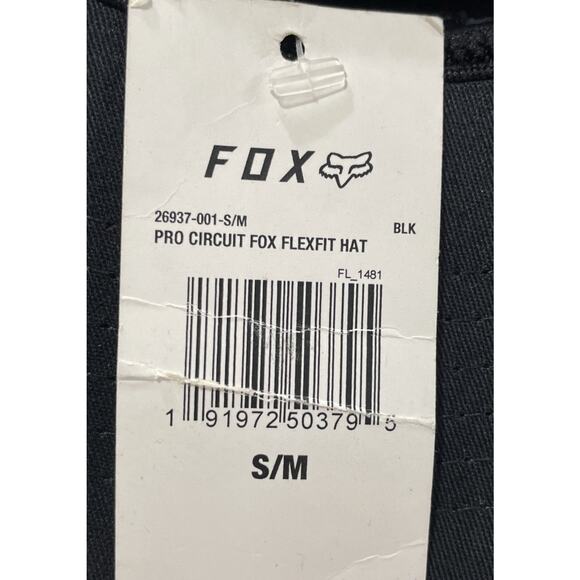 FOX
26937-001-S/M
BLK
PRO CIRCUIT FOX FLEXFIT HAT
FL_1481
1 91972 50379 5
S/M